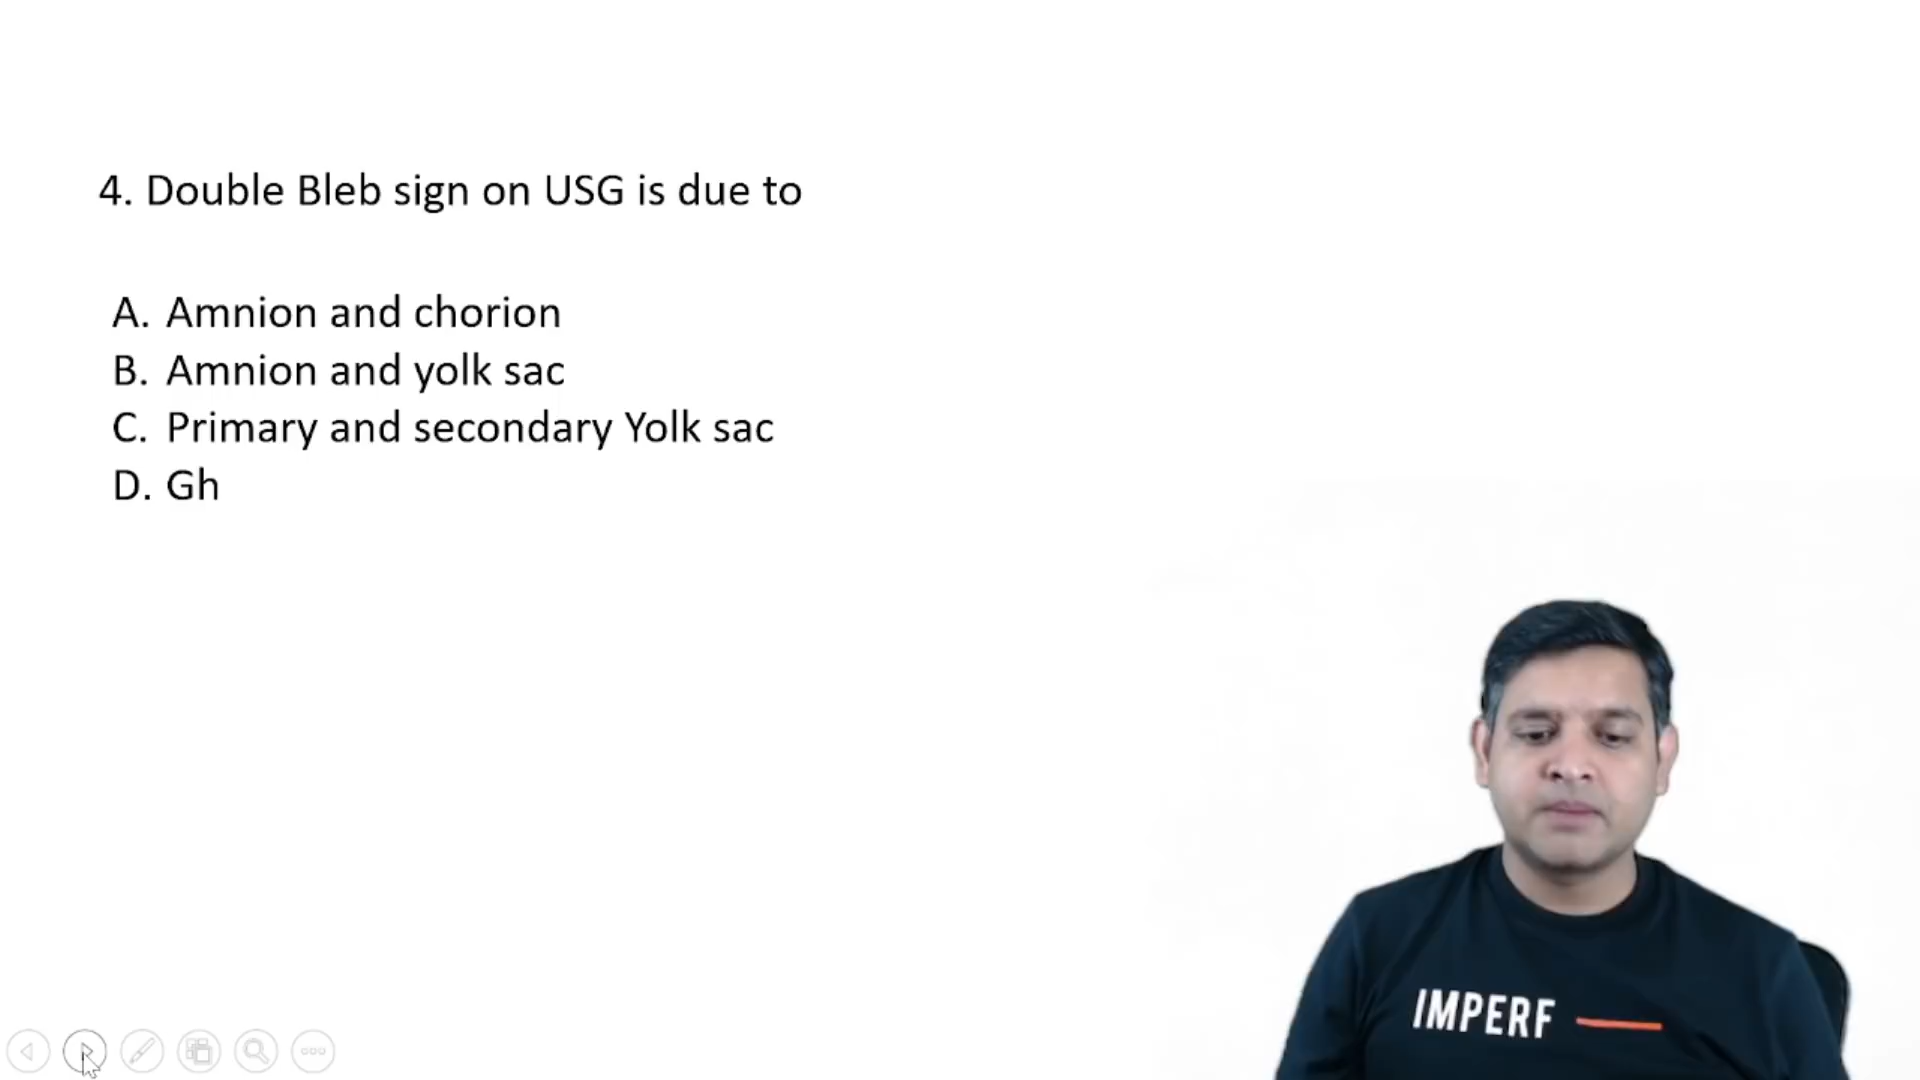 4. Double Bleb sign on USG is due to
A. Amnion and chorion
B. Amnion and yolk sac
C. Primary and secondary Yolk sac
D. Gh
IMPERF